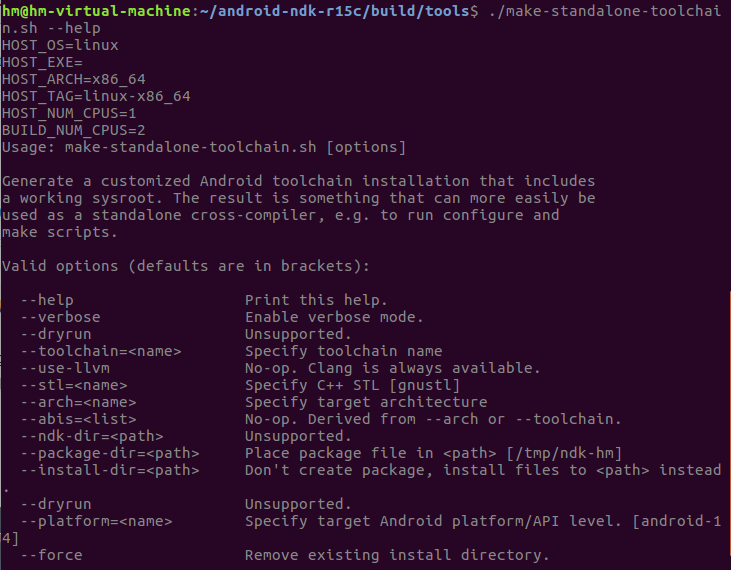 hm@hm-virtual-machine:~/android-ndk-r15c/build/tools$ ./make-standalone-toolchai
n.sh --help
HOST_OS=linux
HOST_EXE=
HOST_ARCH=x86_64
HOST_TAG=linux-x86_64
HOST_NUM_CPUS=1
BUILD_NUM_CPUS=2
Usage: make-standalone-toolchain.sh [options]

Generate a customized Android toolchain installation that includes
a working sysroot. The result is something that can more easily be
used as a standalone cross-compiler, e.g. to run configure and
make scripts.

Valid options (defaults are in brackets):

  --help                   Print this help.
  --verbose                Enable verbose mode.
  --dryrun                 Unsupported.
  --toolchain=<name>       Specify toolchain name
  --use-llvm               No-op. Clang is always available.
  --stl=<name>             Specify C++ STL [gnustl]
  --arch=<name>            Specify target architecture
  --abis=<list>            No-op. Derived from --arch or --toolchain.
  --ndk-dir=<path>         Unsupported.
  --package-dir=<path>     Place package file in <path> [/tmp/ndk-hm]
  --install-dir=<path>     Don't create package, install files to <path> instead
.
  --dryrun                 Unsupported.
  --platform=<name>        Specify target Android platform/API level. [android-1
4]
  --force                  Remove existing install directory.